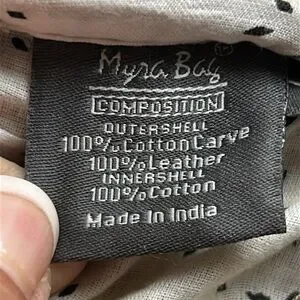 Myra Bag
COMPOSITION
OUTERSHELL
100% Cotton Carve
100% Leather
INNERSHELL
100% Cotton
Made In India